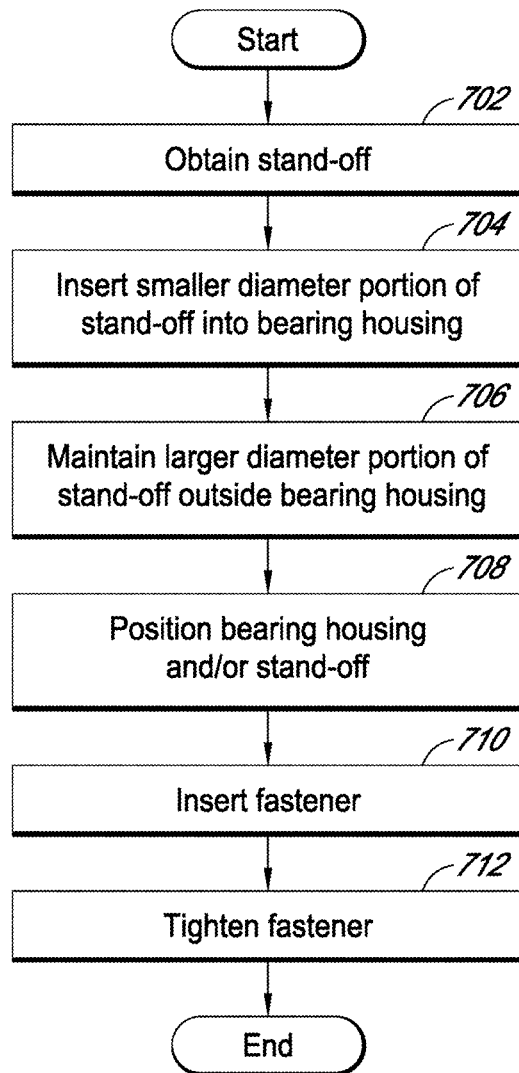 Start
702
Obtain stand-off
704
Insert smaller diameter portion of
stand-off into bearing housing
706
Maintain larger diameter portion of
stand-off outside bearing housing
708
Position bearing housing
and/or stand-off
710
Insert fastener
712
Tighten fastener
End